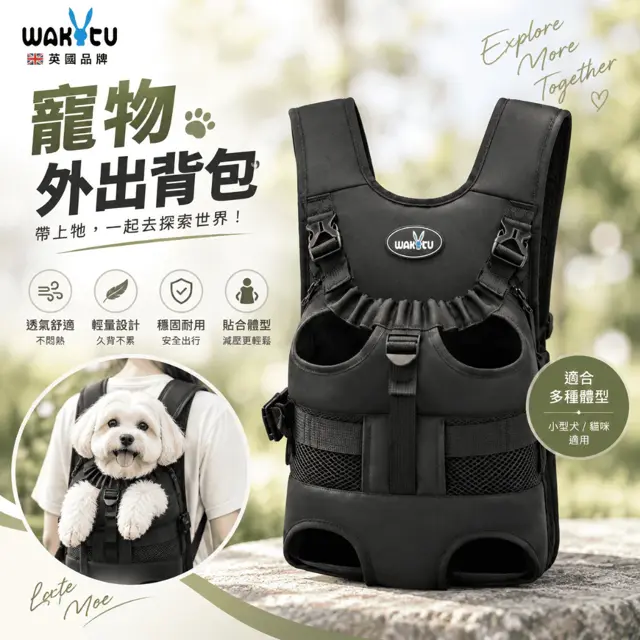 WAKYTU
英國品牌
Explore
More
Together
寵物
外出背包
帶上牠，一起去探索世界！
透氣舒適
不悶熱
輕量設計
久背不累
穩固耐用
安全出行
貼合體型
減壓更輕鬆
WAKYTU
適合
多種體型
小型犬 / 貓咪
適用
Moe